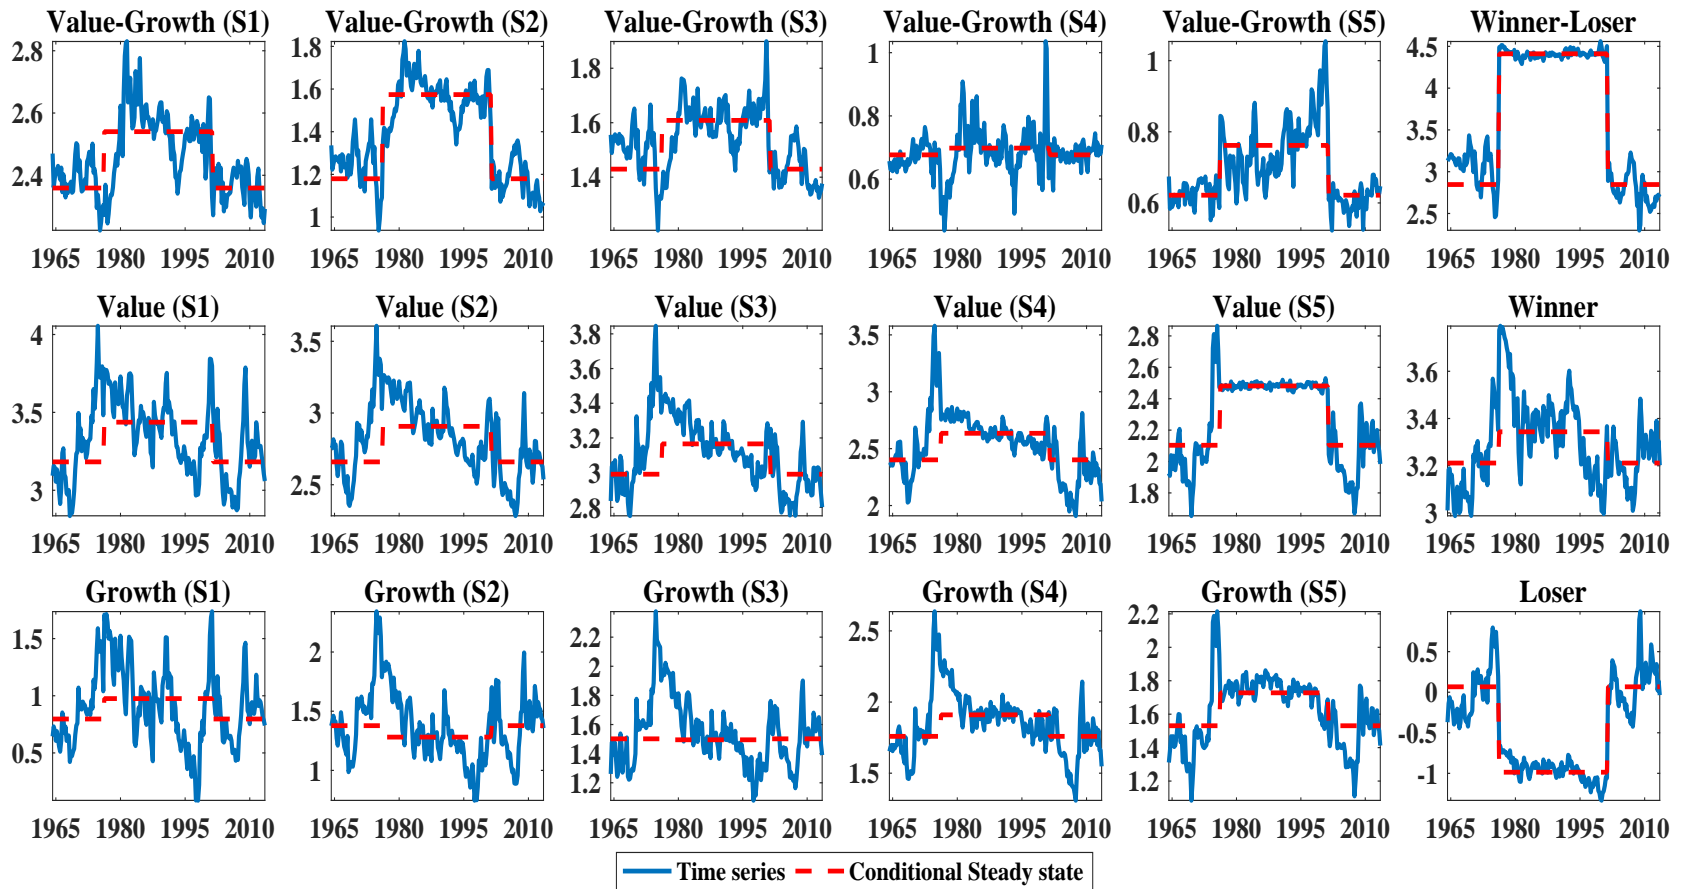 Value-Growth (S1) Value-Growth (S2) Value-Growth (S3) Value-Growth (S4) Value-Growth (S5) Winner-Loser
2.8 2.6 2.4
1.8 1.6 1.4 1.2 1
1.8 1.6 1.4
1 0.8 0.6
1 0.8 0.6
4.5 4 3.5 3 2.5
1965 1980 1995 2010 1965 1980 1995 2010 1965 1980 1995 2010 1965 1980 1995 2010 1965 1980 1995 2010 1965 1980 1995 2010
Value (S1) Value (S2) Value (S3) Value (S4) Value (S5) Winner
4 3.5 3
3.5 3 2.5
3.8 3.6 3.4 3.2 3 2.8
3.5 3 2.5 2
2.8 2.6 2.4 2.2 2 1.8
3.6 3.4 3.2 3
1965 1980 1995 2010 1965 1980 1995 2010 1965 1980 1995 2010 1965 1980 1995 2010 1965 1980 1995 2010 1965 1980 1995 2010
Growth (S1) Growth (S2) Growth (S3) Growth (S4) Growth (S5) Loser
1.5 1 0.5
2 1.5 1
2.2 2 1.8 1.6 1.4 1.2
2.5 2 1.5
2.2 2 1.8 1.6 1.4 1.2
0.5 0 -0.5 -1
1965 1980 1995 2010 1965 1980 1995 2010 1965 1980 1995 2010 1965 1980 1995 2010 1965 1980 1995 2010 1965 1980 1995 2010
Time series Conditional Steady state